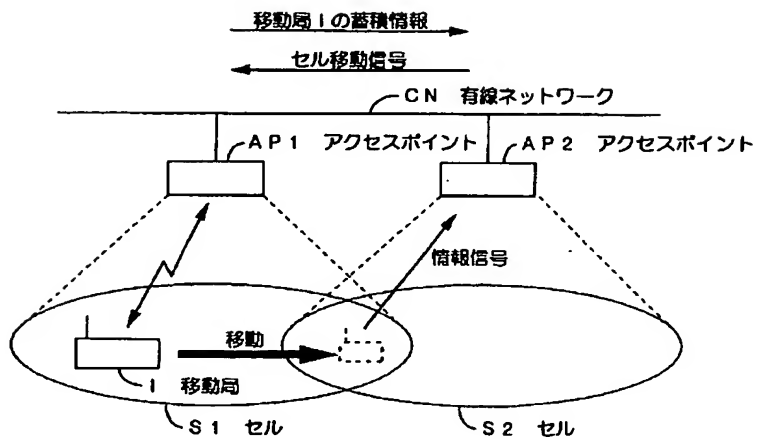 移動局Iの蓄積情報
セル移動信号
CN 有線ネットワーク
AP1 アクセスポイント
AP2 アクセスポイント
情報信号
移動
I 移動局
S1 セル
S2 セル